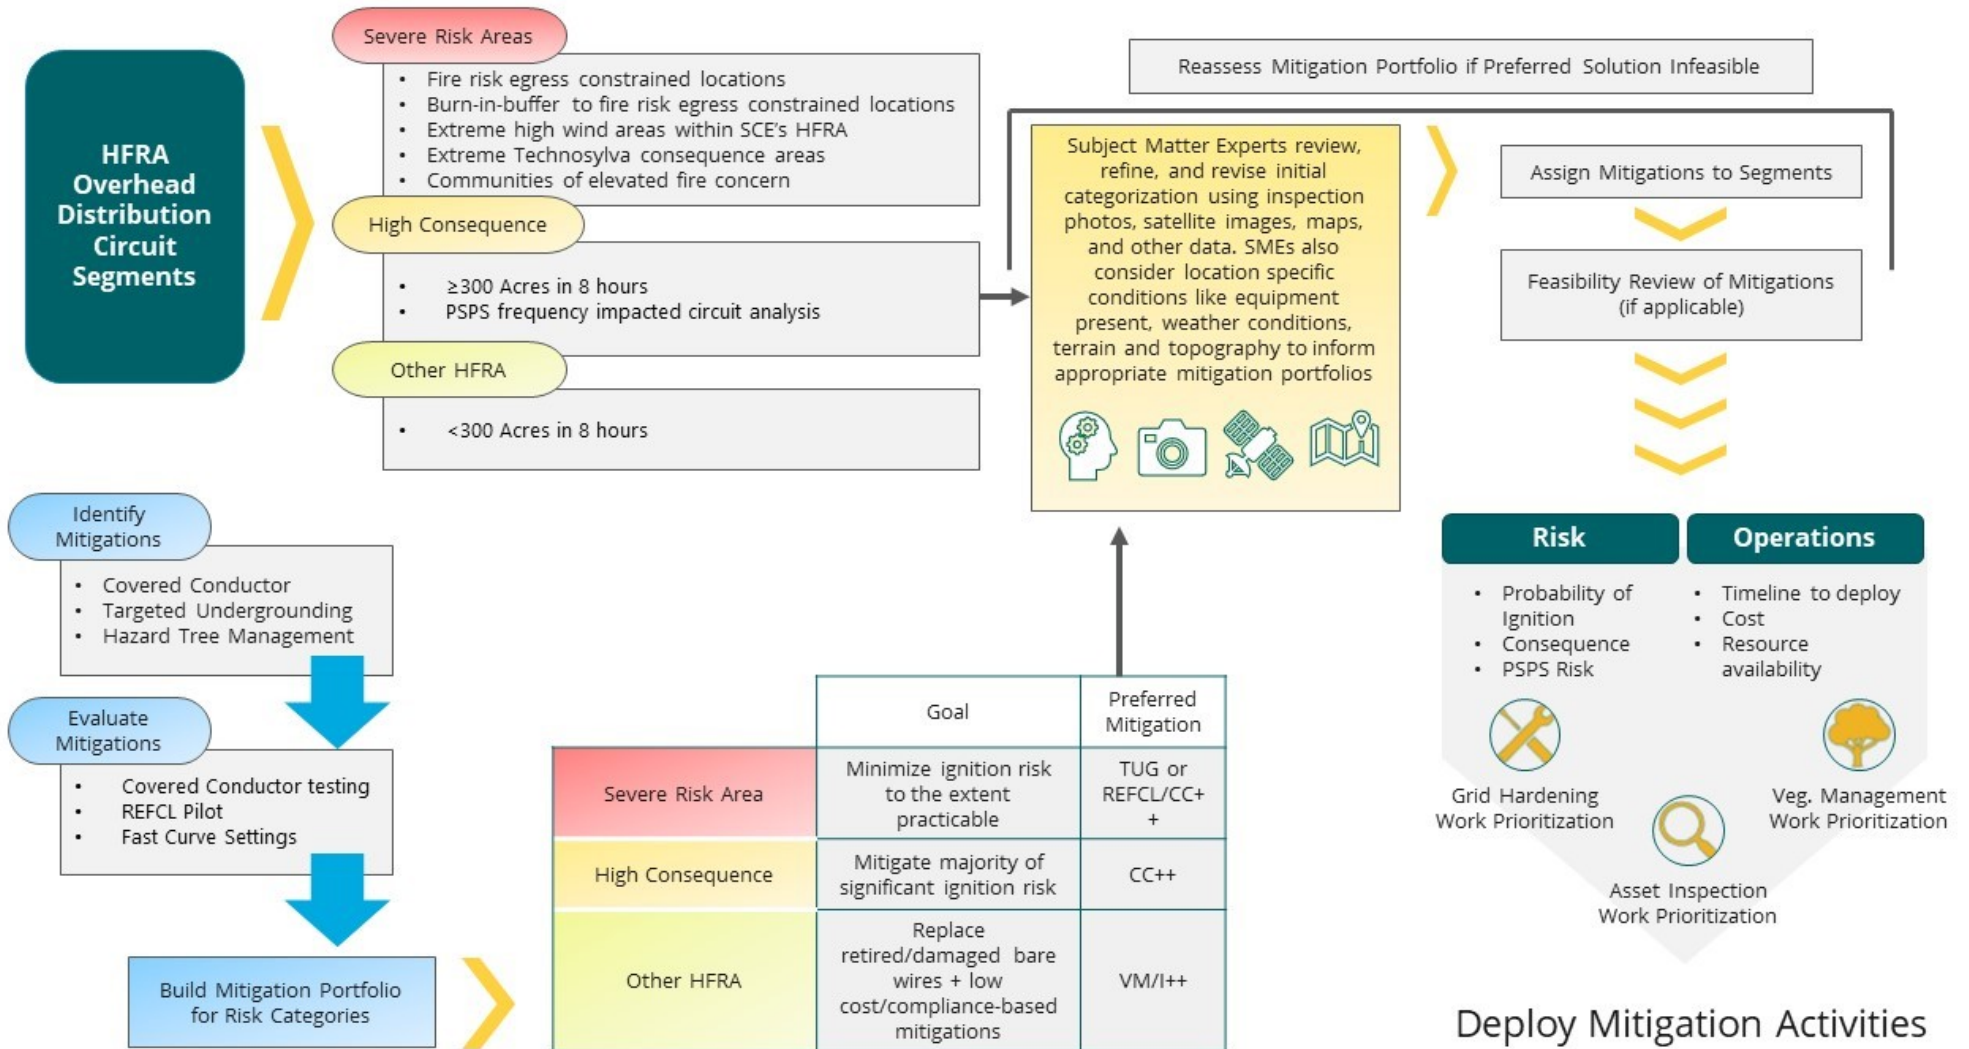 HFRA
Overhead
Distribution
Circuit
Segments
Severe Risk Areas
• Fire risk egress constrained locations
• Burn-in-buffer to fire risk egress constrained locations
• Extreme high wind areas within SCE's HFRA
• Extreme Technosylva consequence areas
• Communities of elevated fire concern
High Consequence
• ≥300 Acres in 8 hours
• PSPS frequency impacted circuit analysis
Other HFRA
• <300 Acres in 8 hours
Reassess Mitigation Portfolio if Preferred Solution Infeasible
Subject Matter Experts review,
refine, and revise initial
categorization using inspection
photos, satellite images, maps,
and other data. SMEs also
consider location specific
conditions like equipment
present, weather conditions,
terrain and topography to inform
appropriate mitigation portfolios
Assign Mitigations to Segments
Feasibility Review of Mitigations
(if applicable)
Identify
Mitigations
• Covered Conductor
• Targeted Undergrounding
• Hazard Tree Management
Evaluate
Mitigations
• Covered Conductor testing
• REFCL Pilot
• Fast Curve Settings
Build Mitigation Portfolio
for Risk Categories
Goal
Preferred
Mitigation
Severe Risk Area
Minimize ignition risk
to the extent
practicable
TUG or
REFCL/CC+
+
High Consequence
Mitigate majority of
significant ignition risk
CC++
Other HFRA
Replace
retired/damaged bare
wires + low
cost/compliance-based
mitigations
VM/I++
Risk
• Probability of
Ignition
• Consequence
• PSPS Risk
Operations
• Timeline to deploy
• Cost
• Resource
availability
Grid Hardening
Work Prioritization
Veg. Management
Work Prioritization
Asset Inspection
Work Prioritization
Deploy Mitigation Activities